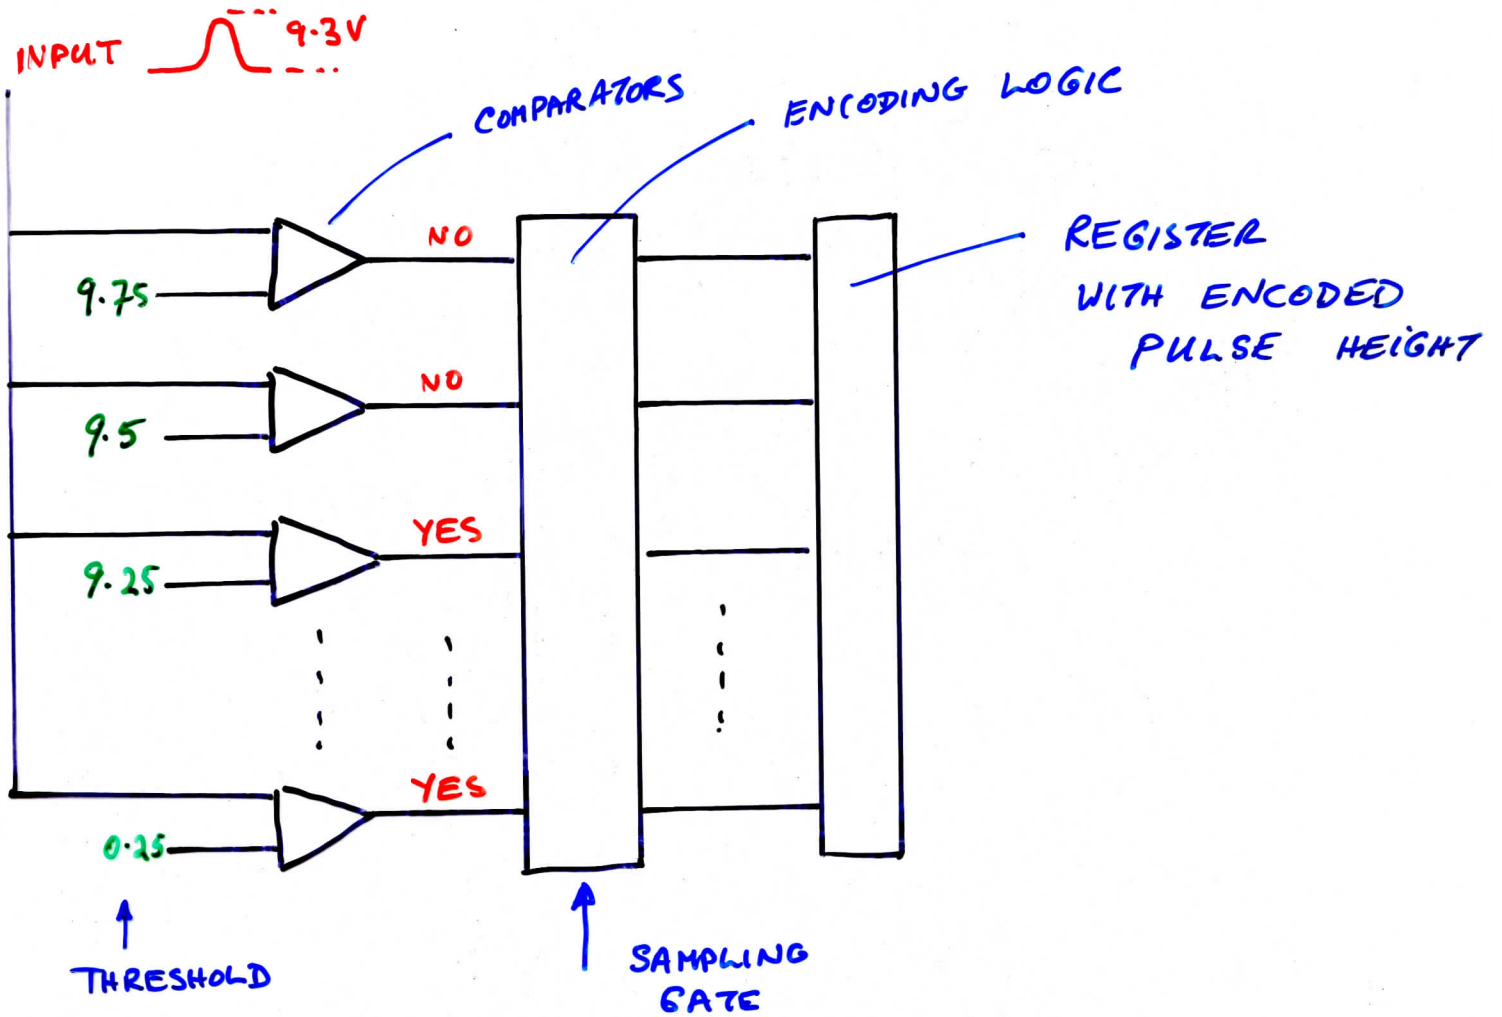 INPUT
9.3V
COMPARATORS
ENCODING LOGIC
NO
9.75
REGISTER
WITH ENCODED
PULSE HEIGHT
NO
9.5
YES
9.25
YES
0.25
THRESHOLD
SAMPLING
GATE